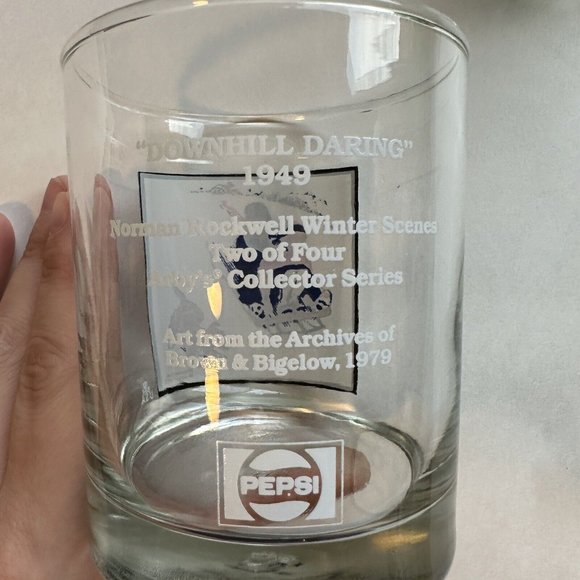 "DOWNHILL DARING"
1949
Norman Rockwell Winter Scenes
Two of Four
Arby's® Collector Series
Art from the Archives of
Brown & Bigelow, 1979
PEPSI